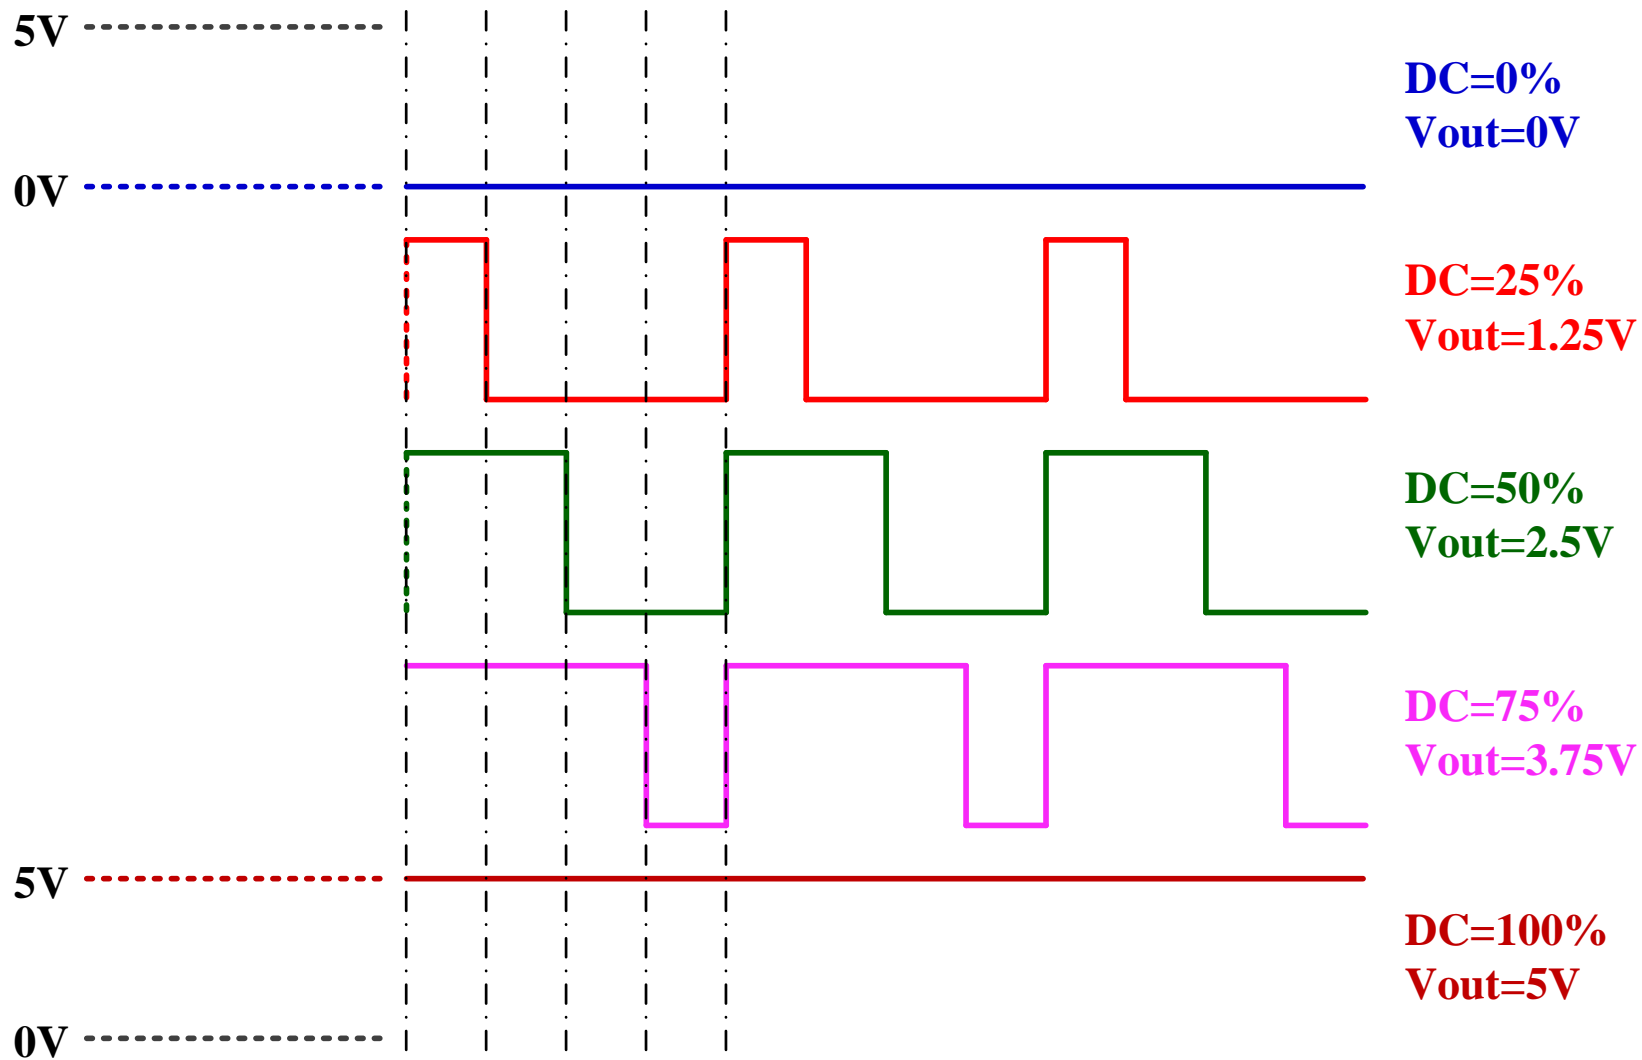 5V
DC=0%
Vout=0V
0V
DC=25%
Vout=1.25V
DC=50%
Vout=2.5V
DC=75%
Vout=3.75V
5V
DC=100%
Vout=5V
0V